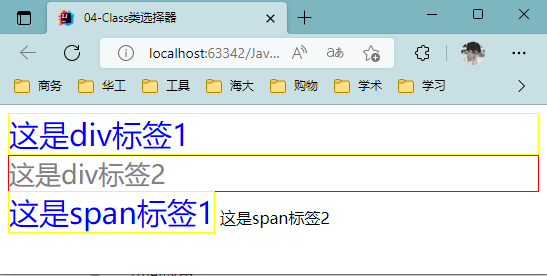 04-Class类选择器
localhost:63342/Jav...
A
aあ
商务 华工 工具 海大 购物 学术 学习
这是div标签1
这是div标签2
这是span标签1 这是span标签2